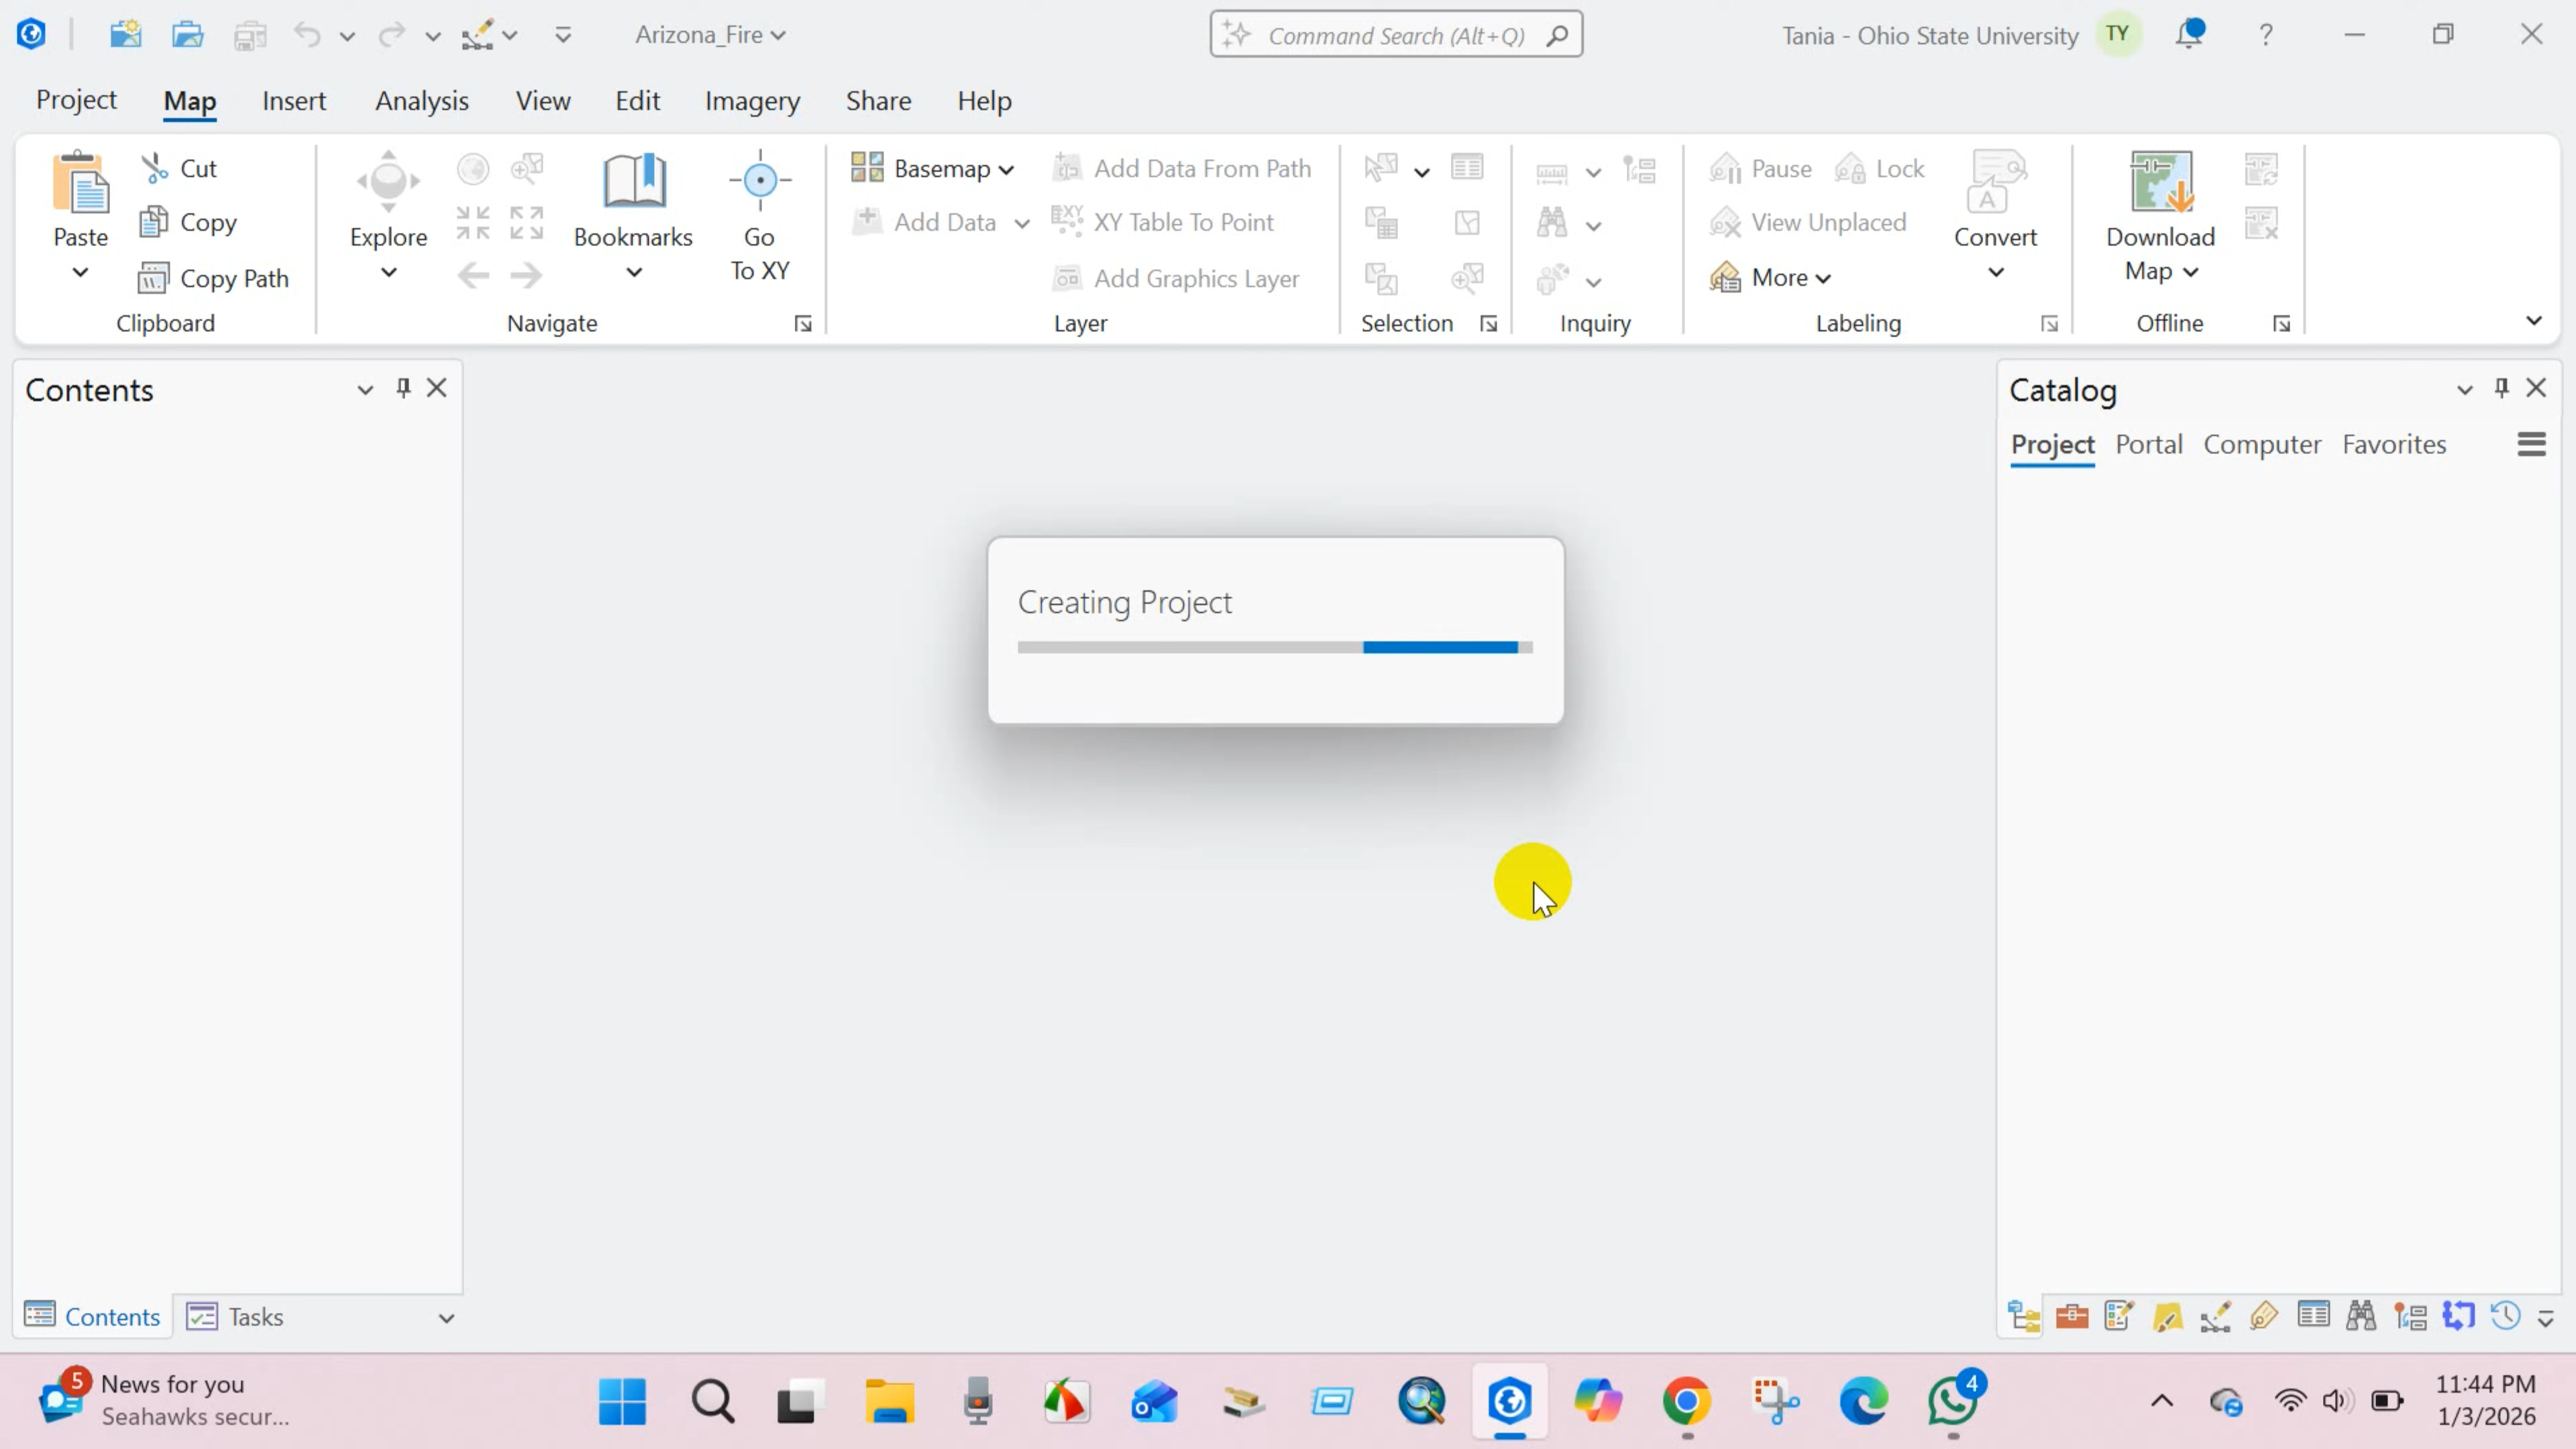 Arizona_Fire
Command Search (Alt+Q)
Tania - Ohio State University
TY
?
Project Map Insert Analysis View Edit Imagery Share Help
Paste
Cut
Copy
Copy Path
Clipboard
Explore
Bookmarks
Go
To XY
Navigate
Basemap
Add Data
Add Data From Path
XY Table To Point
Add Graphics Layer
Layer
Selection
Inquiry
Pause
Lock
View Unplaced
More
Convert
Labeling
Download
Map
Offline
Contents
Catalog
Project Portal Computer Favorites
Creating Project
Contents
Tasks
5
News for you
Seahawks secur...
4
11:44 PM
1/3/2026